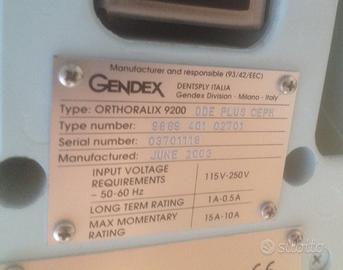 Manufacturer and responsible (93/42/EEC)
GENDEX DENTSPLY ITALIA
Gendex Division - Milano - Italy
Type: ORTHORALIX 9200 DDE PLUS CEPH
Type number: 9869 401 02701
Serial number: 03701118
Manufactured: JUNE 2003
INPUT VOLTAGE REQUIREMENTS - 50-60 Hz 115V-250V
LONG TERM RATING 1A-0.5A
MAX MOMENTARY RATING 15A-10A
CE
subito